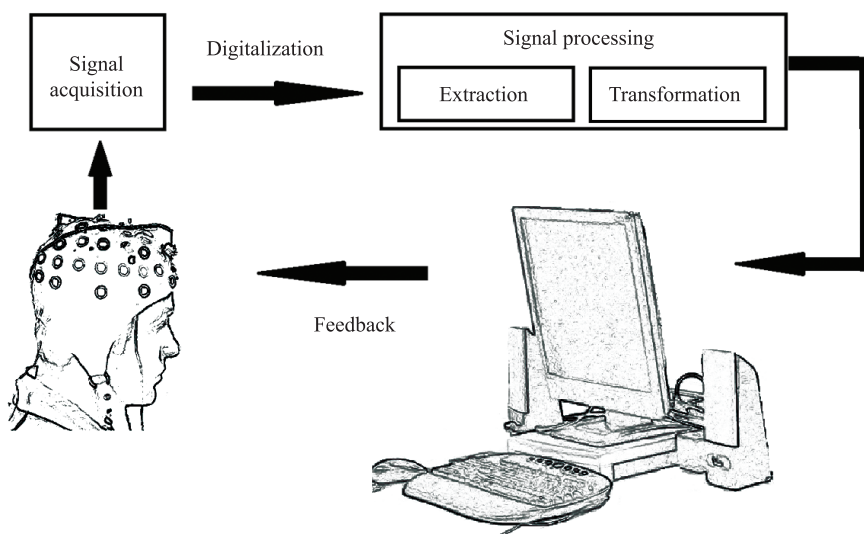 Signal
acquisition
Digitalization
Signal processing
Extraction
Transformation
Feedback